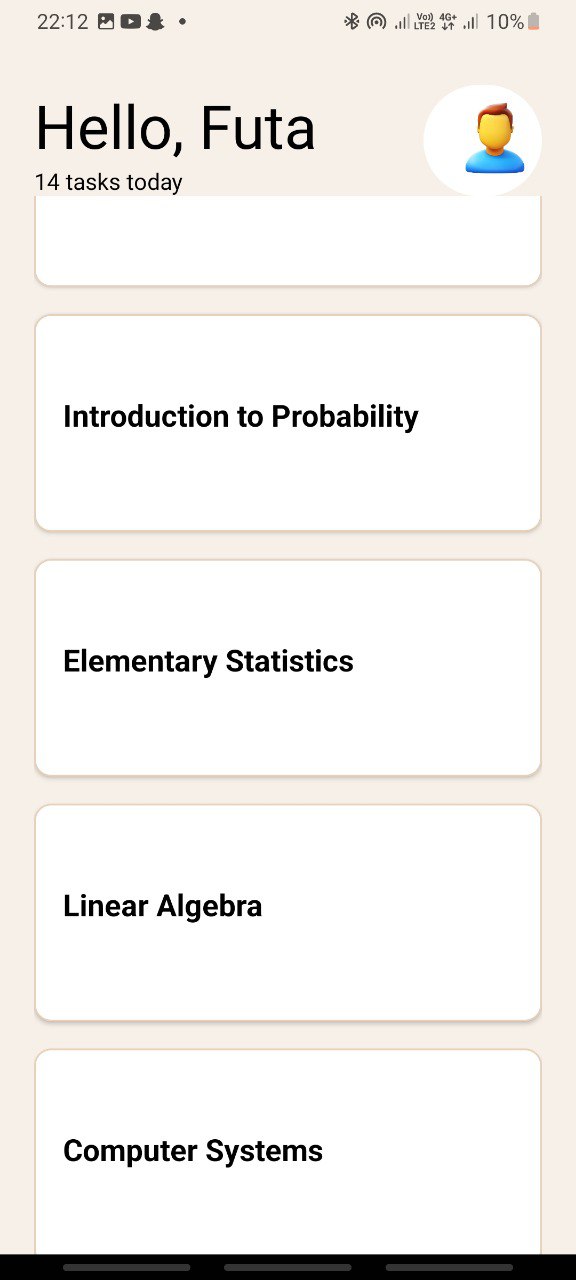 22:12
Vo)) LTE2 4G+ 10%
Hello, Futa
14 tasks today
Introduction to Probability
Elementary Statistics
Linear Algebra
Computer Systems